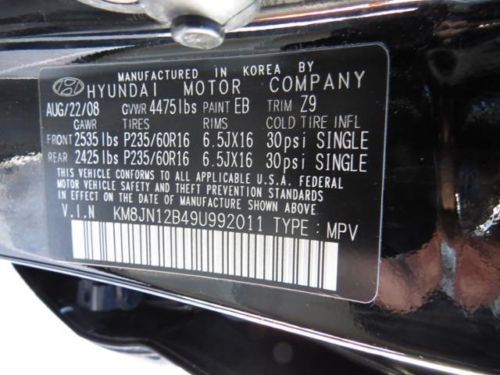 MANUFACTURED IN KOREA BY
HYUNDAI MOTOR COMPANY
AUG/22/08 GVWR 4475lbs PAINT EB TRIM Z9
GAWR TIRES RIMS COLD TIRE INFL
FRONT 2535lbs P235/60R16 6.5JX16 30psi SINGLE
REAR 2425lbs P235/60R16 6.5JX16 30psi SINGLE
THIS VEHICLE CONFORMS TO ALL APPLICABLE U.S.A. FEDERAL
MOTOR VEHICLE SAFETY BUMPER, AND THEFT PREVENTION STANDARDS
IN EFFECT ON THE DATE OF MANUFACTURE SHOWN ABOVE.
V.I.N KM8JN12B49U992011 TYPE : MPV